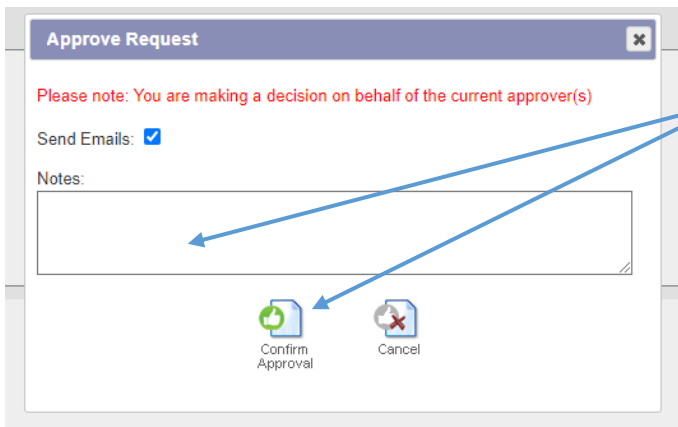 Approve Request
Please note: You are making a decision on behalf of the current approver(s)
Send Emails:
Notes:
Confirm
Approval
Cancel